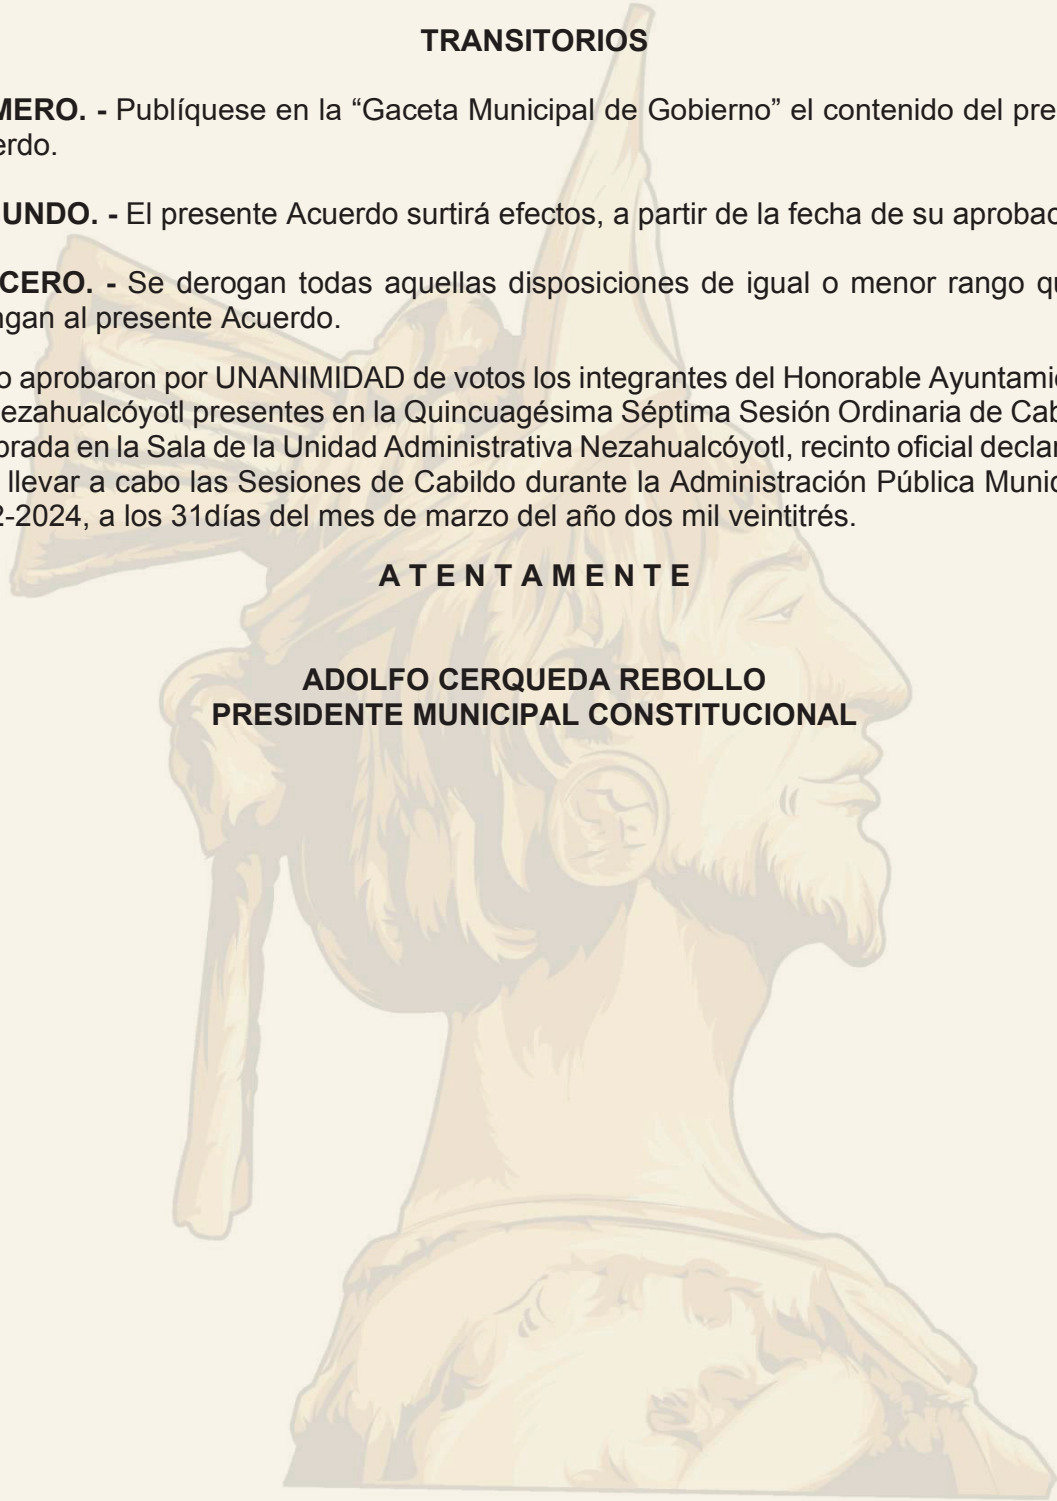 TRANSITORIOS
MERO. - Publíquese en la “Gaceta Municipal de Gobierno” el contenido del pre
erdo.
UNDO. - El presente Acuerdo surtirá efectos, a partir de la fecha de su aprobac
CERO. - Se derogan todas aquellas disposiciones de igual o menor rango qu
ngan al presente Acuerdo.
o aprobaron por UNANIMIDAD de votos los integrantes del Honorable Ayuntami
ezahualcóyotl presentes en la Quincuagésima Séptima Sesión Ordinaria de Cab
brada en la Sala de la Unidad Administrativa Nezahualcóyotl, recinto oficial declar
llevar a cabo las Sesiones de Cabildo durante la Administración Pública Munic
2-2024, a los 31días del mes de marzo del año dos mil veintitrés.
A T E N T A M E N T E
ADOLFO CERQUEDA REBOLLO
PRESIDENTE MUNICIPAL CONSTITUCIONAL